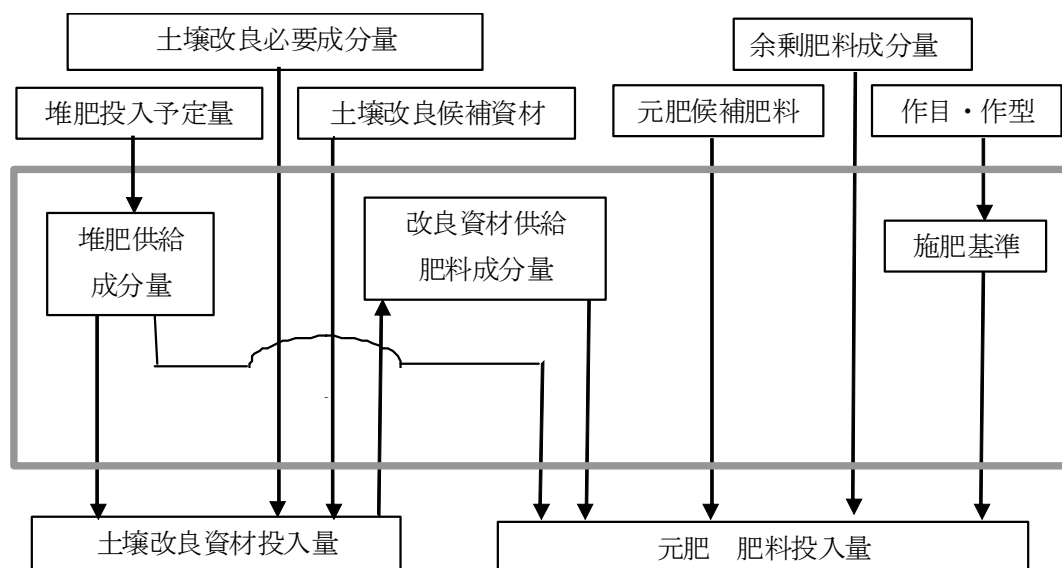 土壌改良必要成分量
余剰肥料成分量
堆肥投入予定量
土壌改良候補資材
元肥候補肥料
作目・作型
堆肥供給
成分量
改良資材供給
肥料成分量
施肥基準
土壌改良資材投入量
元肥　肥料投入量